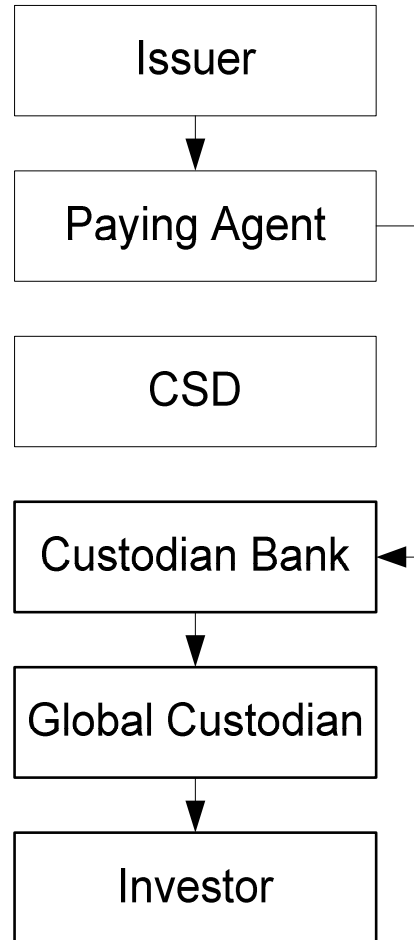 Issuer
Paying Agent
CSD
Custodian Bank
Global Custodian
Investor